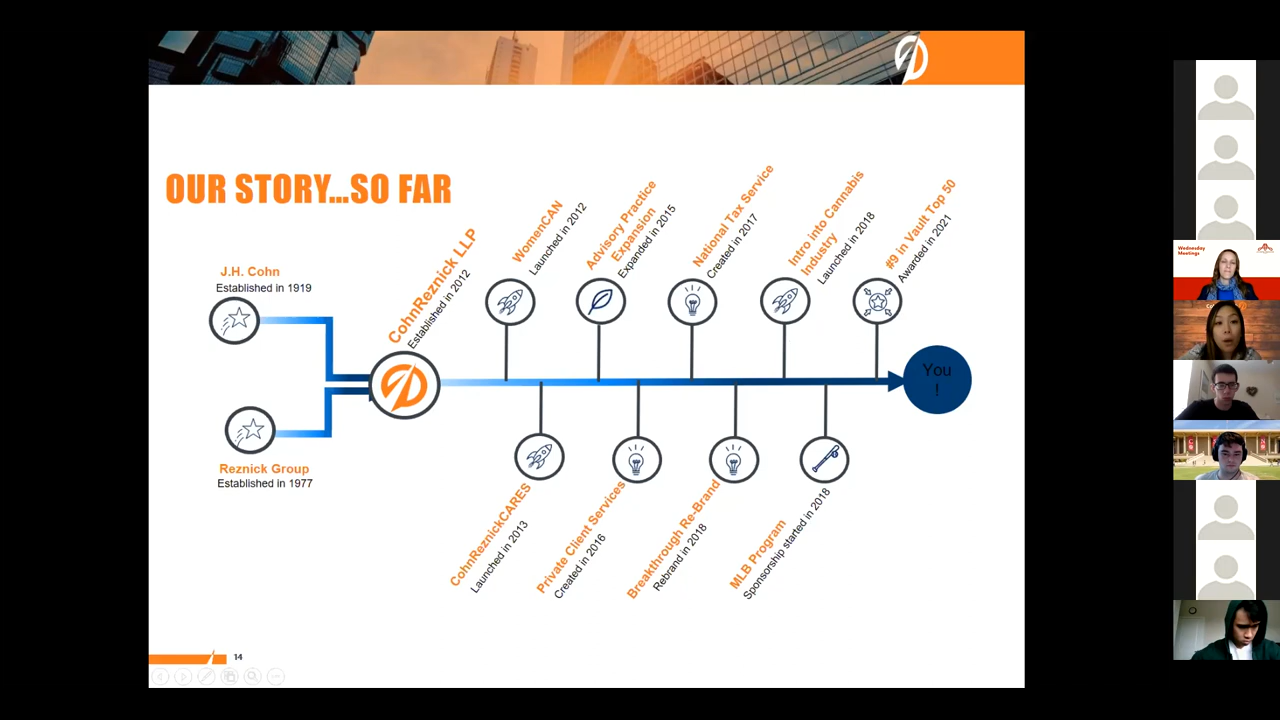 OUR STORY...SO FAR
J.H. Cohn
Established in 1919
Reznick Group
Established in 1977
CohnReznick LLP
Established in 2012
WomenCAN
Launched in 2012
Advisory Practice
Expansion
Expanded in 2015
National Tax Service
Created in 2017
Intro into Cannabis
Industry
Launched in 2018
#9 in Vault Top 50
Awarded in 2021
You
!
CohnReznickCARES
Launched in 2013
Private Client Services
Created in 2016
Breakthrough Re-Brand
Rebrand in 2018
MLB Program
Sponsorship started in 2018
14
Wednesday
Meetings